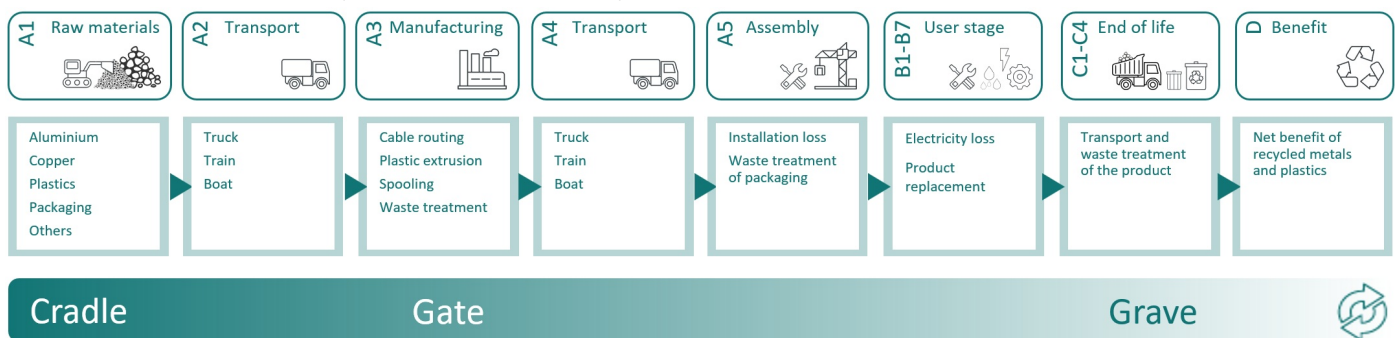 A1 Raw materials
A2 Transport
A3 Manufacturing
A4 Transport
A5 Assembly
B1-B7 User stage
C1-C4 End of life
D Benefit
Aluminium
Copper
Plastics
Packaging
Others
Truck
Train
Boat
Cable routing
Plastic extrusion
Spooling
Waste treatment
Truck
Train
Boat
Installation loss
Waste treatment
of packaging
Electricity loss
Product
replacement
Transport and
waste treatment
of the product
Net benefit of
recycled metals
and plastics
Cradle
Gate
Grave